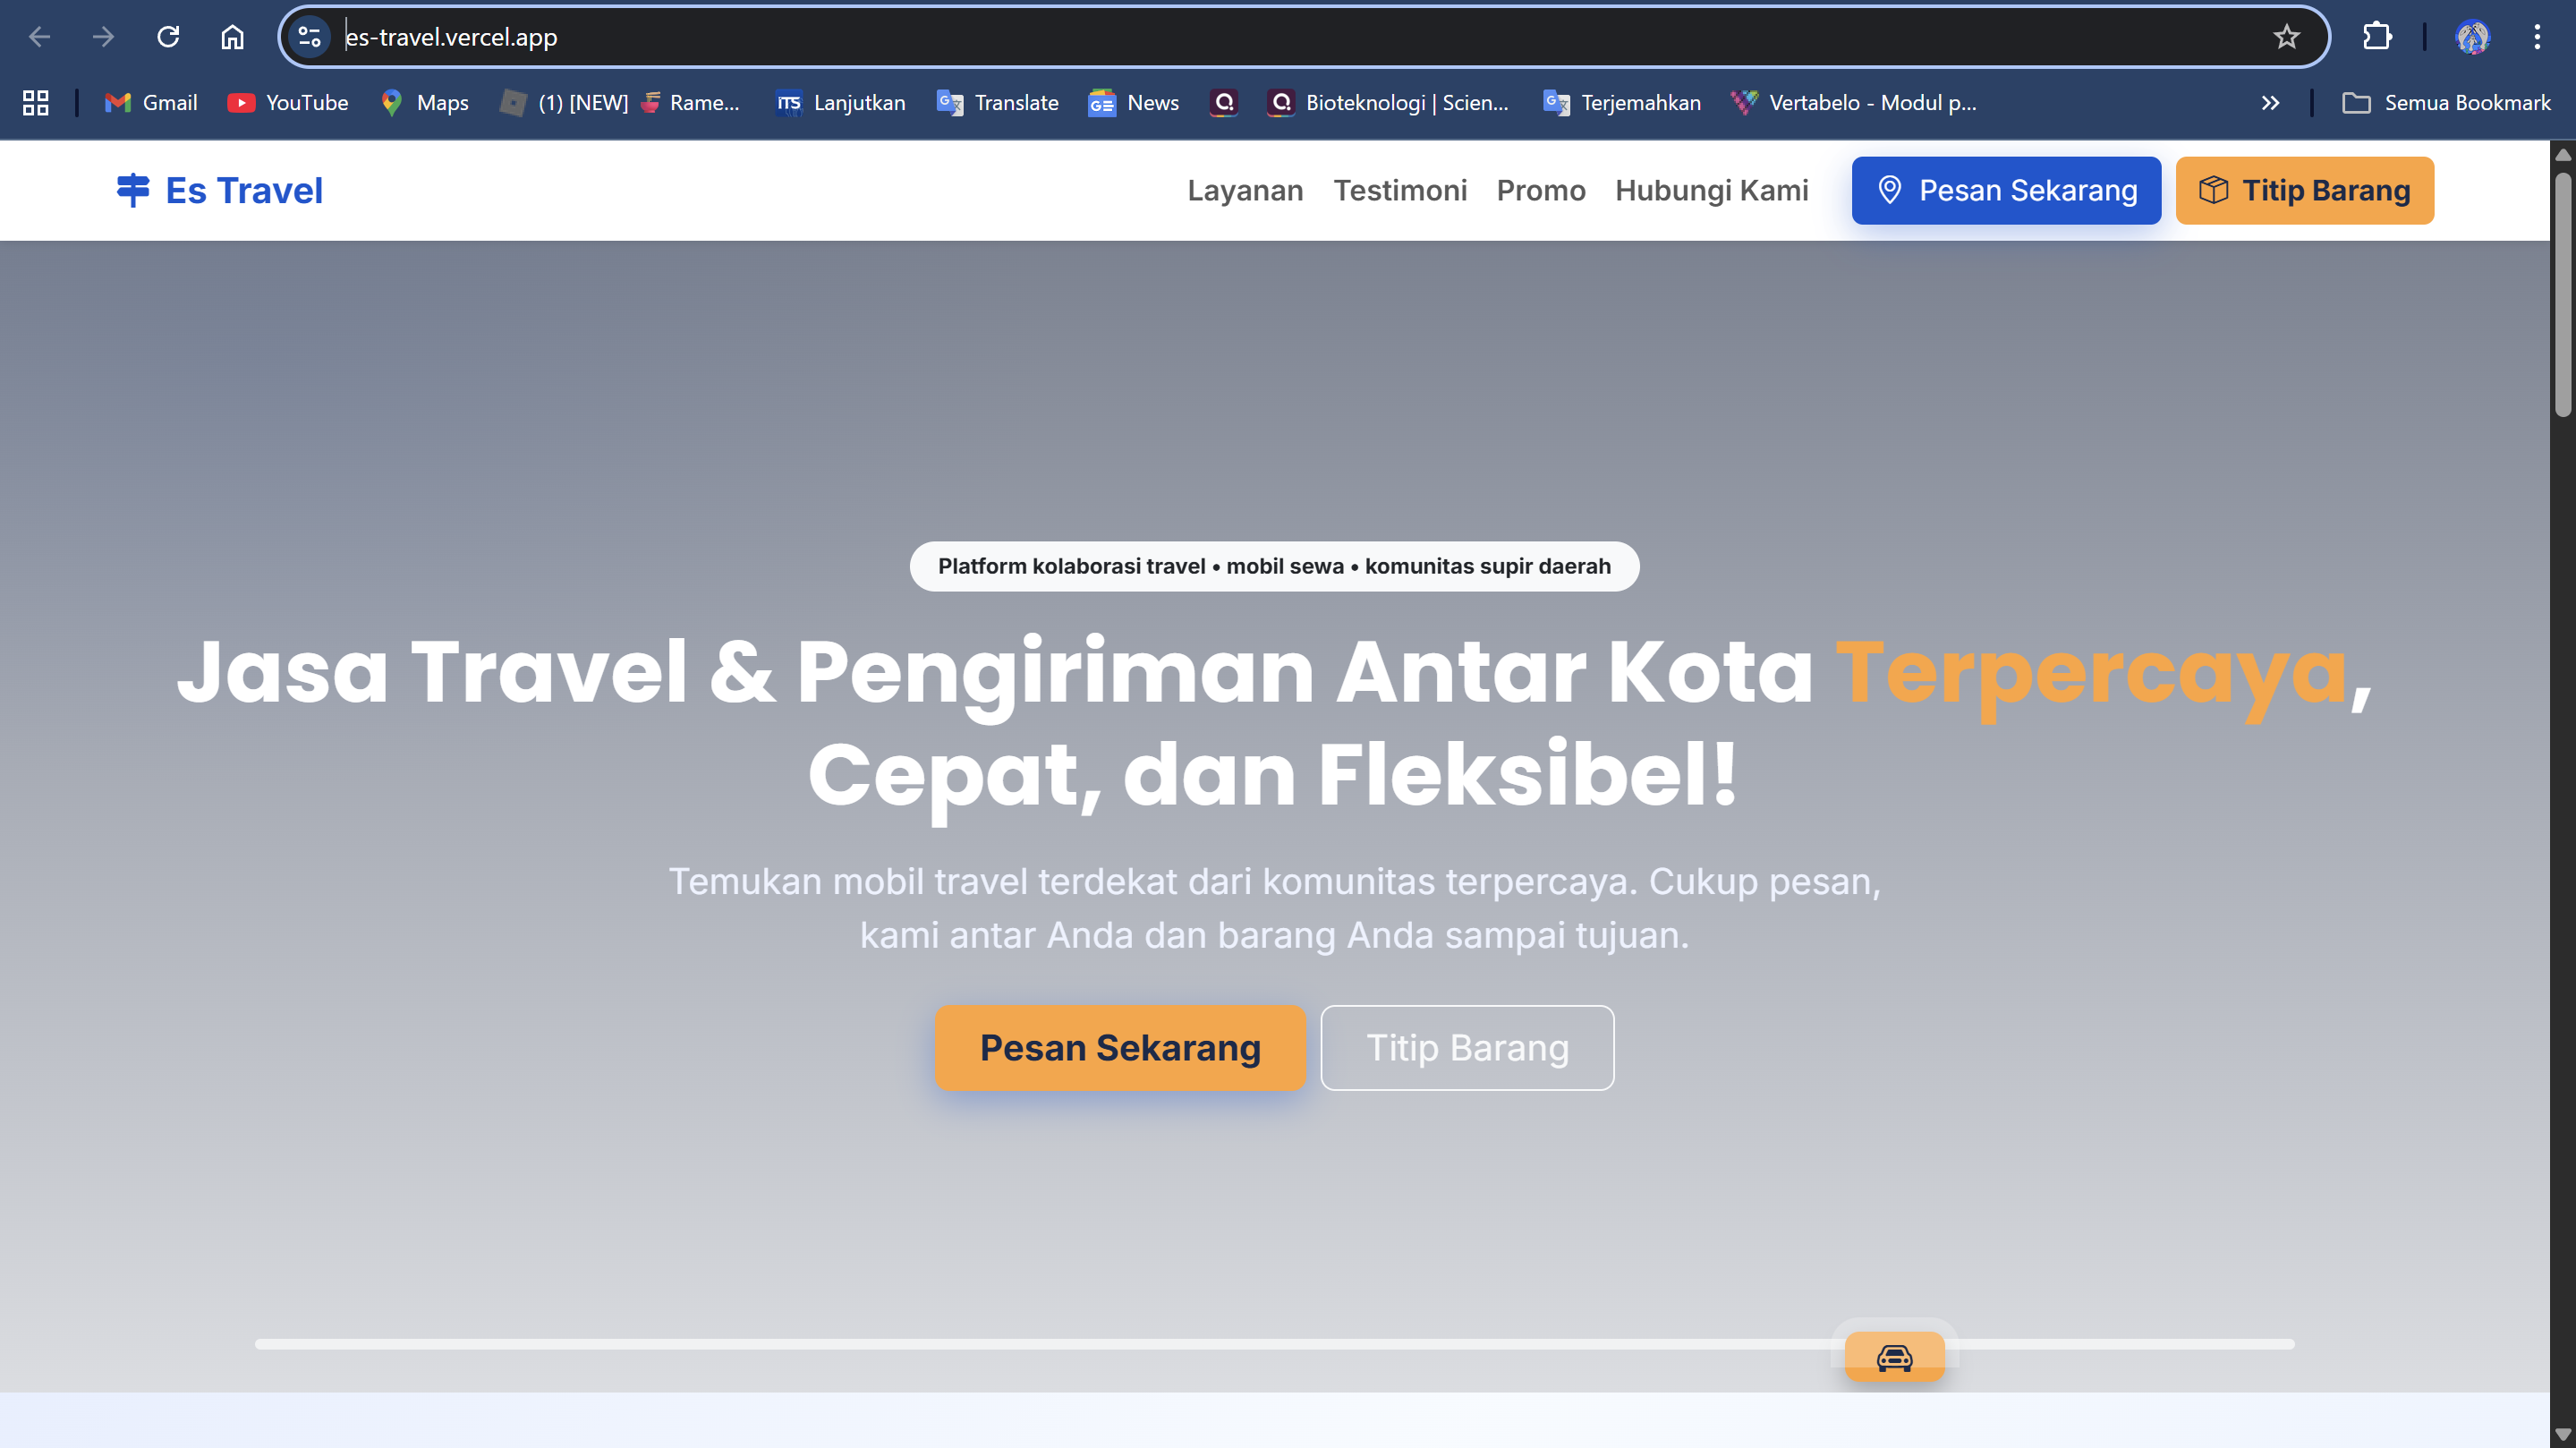 es-travel.vercel.app
Gmail
YouTube
Maps
(1) [NEW] 🍜 Rame...
iTS Lanjutkan
Translate
News
Bioteknologi | Scien...
Terjemahkan
Vertabelo - Modul p...
Semua Bookmark
Es Travel
Layanan
Testimoni
Promo
Hubungi Kami
Pesan Sekarang
Titip Barang
Platform kolaborasi travel • mobil sewa • komunitas supir daerah
Jasa Travel & Pengiriman Antar Kota Terpercaya,
Cepat, dan Fleksibel!
Temukan mobil travel terdekat dari komunitas terpercaya. Cukup pesan,
kami antar Anda dan barang Anda sampai tujuan.
Pesan Sekarang
Titip Barang